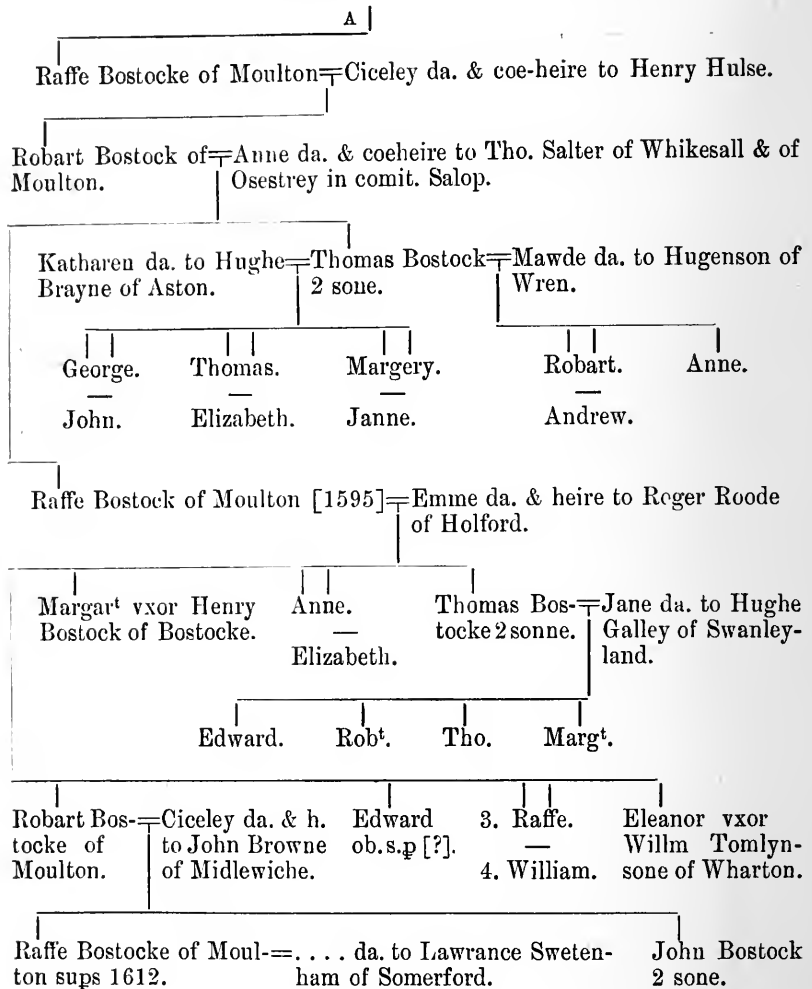 A
Raffe Bostocke of Moulton Ciceley da. & coe-heire to Henry Hulse.
Robart Bostock of Anne da. & coeheire to Tho. Salter of Whikesall & of
Moulton. Osestrey in comit. Salop.
Katharen da. to Hughe Thomas Bostock Mawde da. to Hugenson of
Brayne of Aston. 2 sone. Wren.
George. Thomas. Margery. Robart. Anne.
John. Elizabeth. Janne. Andrew.
Raffe Bostock of Moulton [1595] Emme da. & heire to Roger Roode
of Holford.
Margarᵗ vxor Henry Anne. Thomas Bos- Jane da. to Hughe
Bostock of Bostocke. tocke 2 sonne. Galley of Swanley-
Elizabeth. land.
Edward. Robᵗ. Tho. Margᵗ.
Robart Bos- Ciceley da. & h. Edward 3. Raffe. Eleanor vxor
tocke of to John Browne ob.s.p [?]. Willm Tomlyn-
Moulton. of Midlewiche. 4. William. sone of Wharton.
Raffe Bostocke of Moul- .... da. to Lawrance Sweten- John Bostock
ton sups 1612. ham of Somerford. 2 sone.